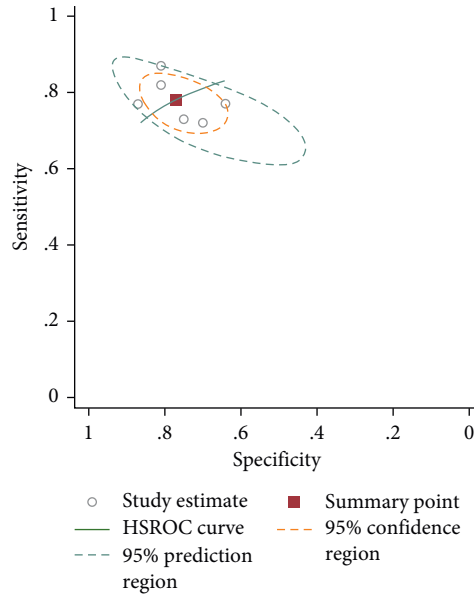 1
.8
.6
.4
.2
0
Sensitivity
1 .8 .6 .4 .2 0
Specificity
Study estimate
Summary point
HSROC curve
95% confidence
region
95% prediction
region